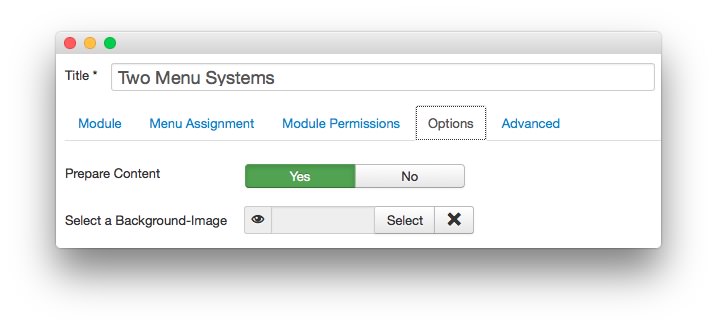 Title * Two Menu Systems
Module Menu Assignment Module Permissions Options Advanced
Prepare Content Yes No
Select a Background-Image Select